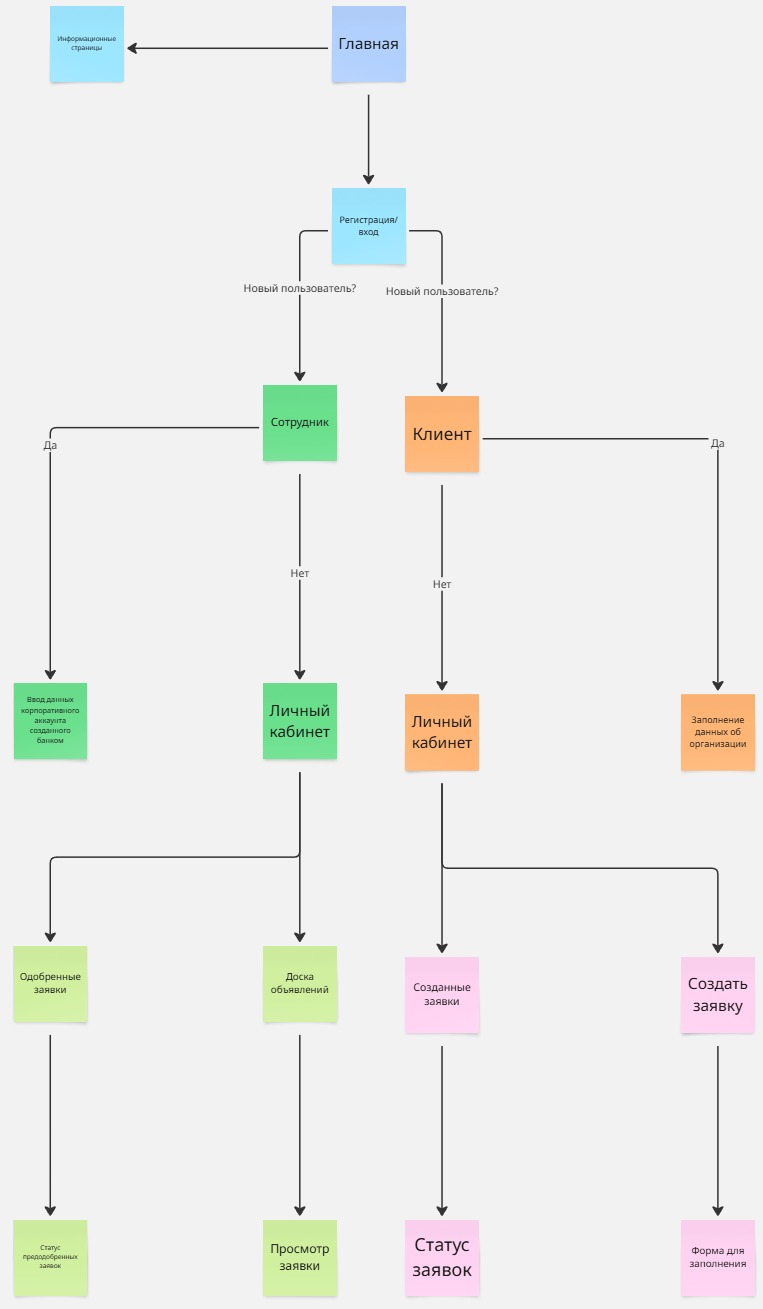 Информационные
страницы
Главная
Регистрация/
вход
Новый пользователь?
Новый пользователь?
Сотрудник
Клиент
Да
Да
Нет
Нет
Ввод данных
корпоративного
аккаунта
созданного
банком
Личный
кабинет
Личный
кабинет
Заполнение
данных об
организации
Одобренные
заявки
Доска
объявлений
Созданные
заявки
Создать
заявку
Статус
предодобренных
заявок
Просмотр
заявки
Статус
заявок
Форма для
заполнения